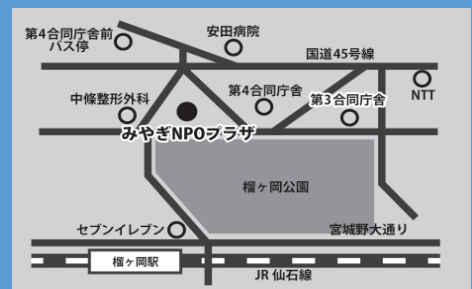 第4合同庁舎前
バス停
安田病院
国道45号線
NTT
中條整形外科
第4合同庁舎
第3合同庁舎
みやぎNPOプラザ
榴ヶ岡公園
セブンイレブン
宮城野大通り
榴ヶ岡駅
JR 仙石線